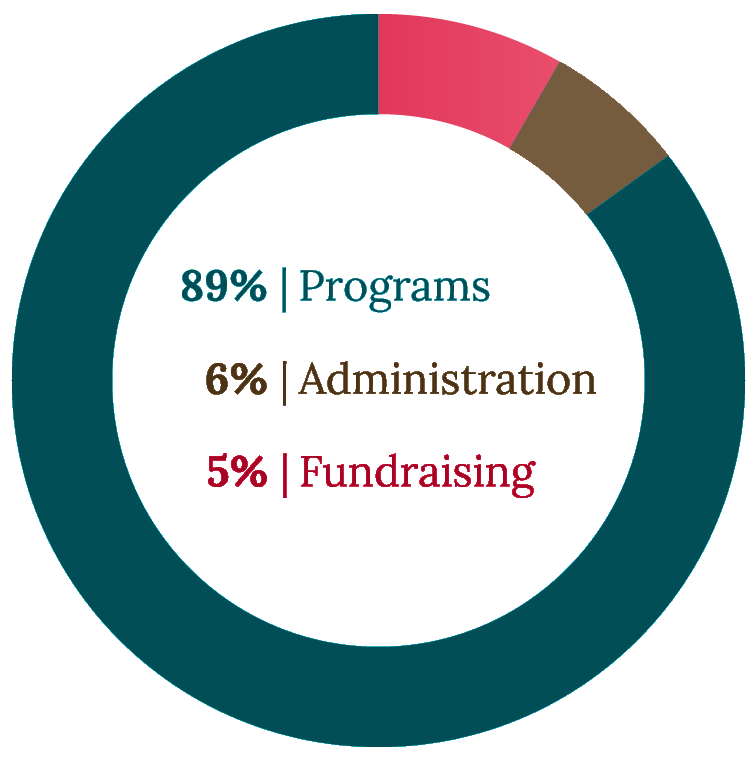 89% | Programs
6% | Administration
5% | Fundraising